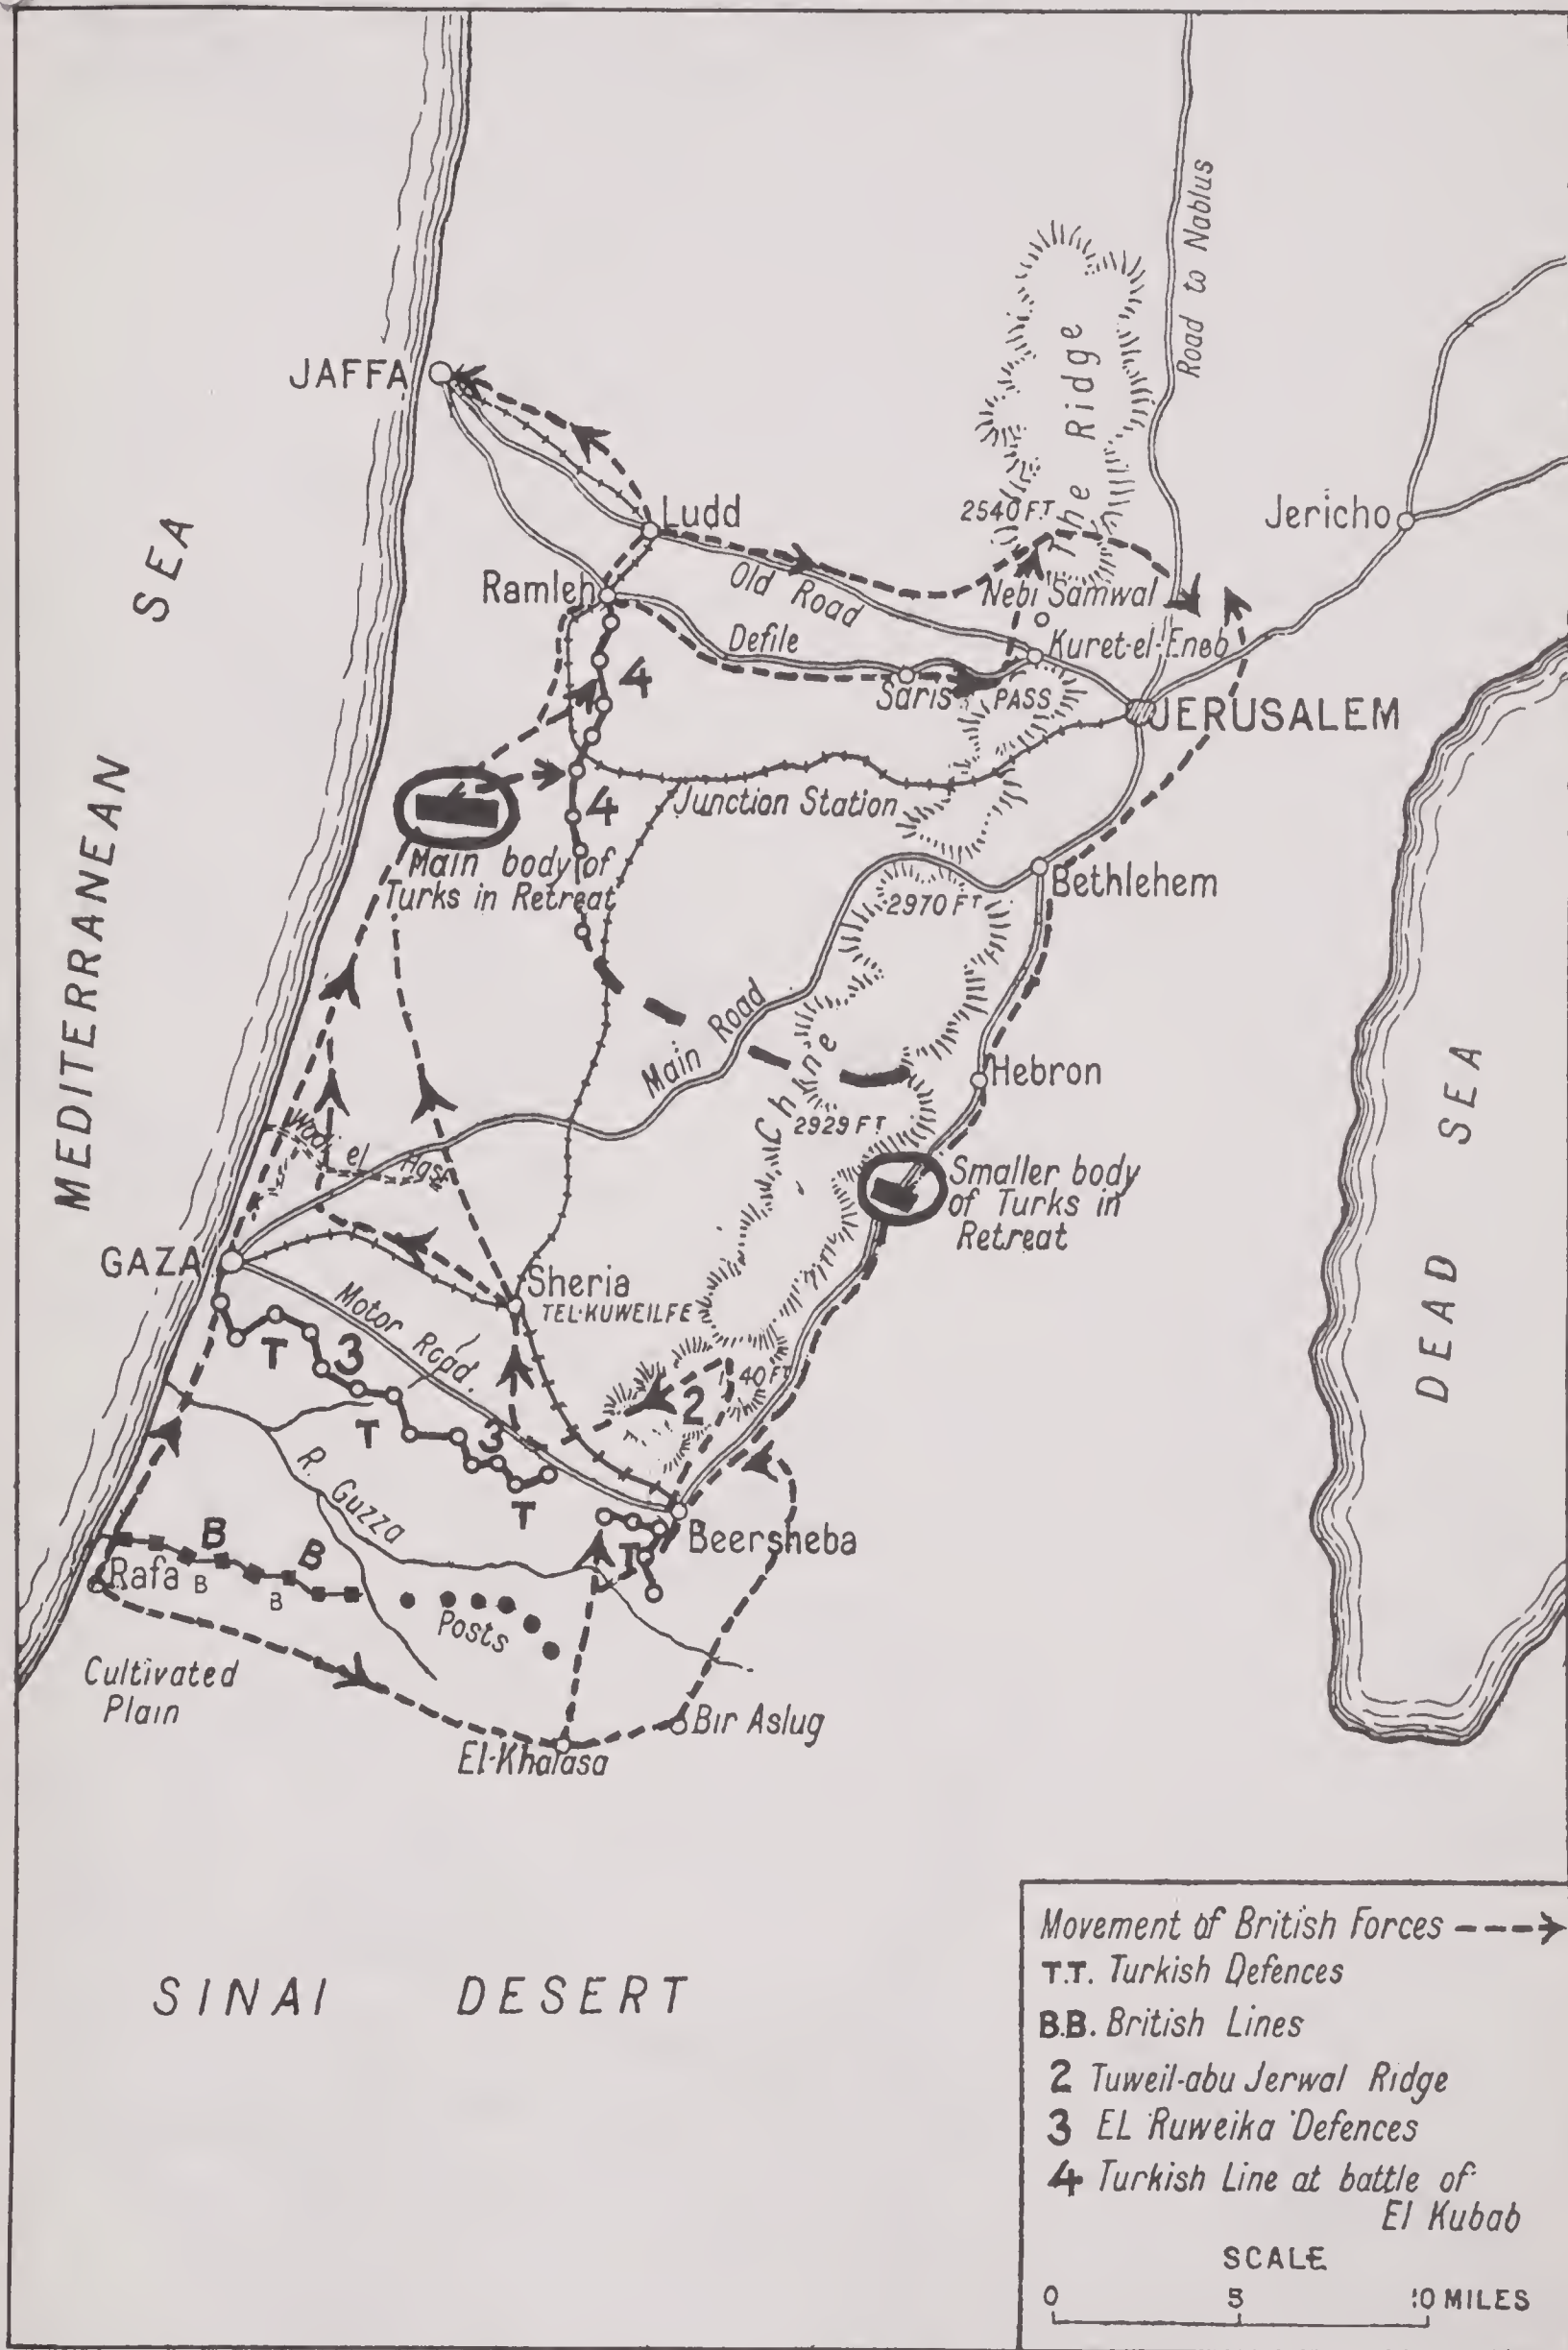 Road to Nablus
JAFFA
The Ridge
2540 FT
Ludd
Jericho
Old Road
Ramleh
Nebi Samwal
Defile
Kuret-el-Eneb
4
Saris
PASS
JERUSALEM
MEDITERRANEAN SEA
4
Junction Station
Main body of
Turks in Retreat
Bethlehem
2970 FT
Main Road
Hebron
Chine
2929 FT
Wadi el
Smaller body
of Turks in
Retreat
DEAD SEA
GAZA
Sheria
TEL-KUWEILFE
Motor Road.
T
3
40 FT
2
T
3
R. Guzza
T
Beersheba
T
B
B
Rafa
B
B
Posts
Cultivated
Plain
Bir Aslug
El-Khalasa
SINAI DESERT
Movement of British Forces
T.T. Turkish Defences
B.B. British Lines
2 Tuweil-abu Jerwal Ridge
3 EL Ruweika Defences
4 Turkish Line at battle of
El Kubab
SCALE
0 5 10 MILES